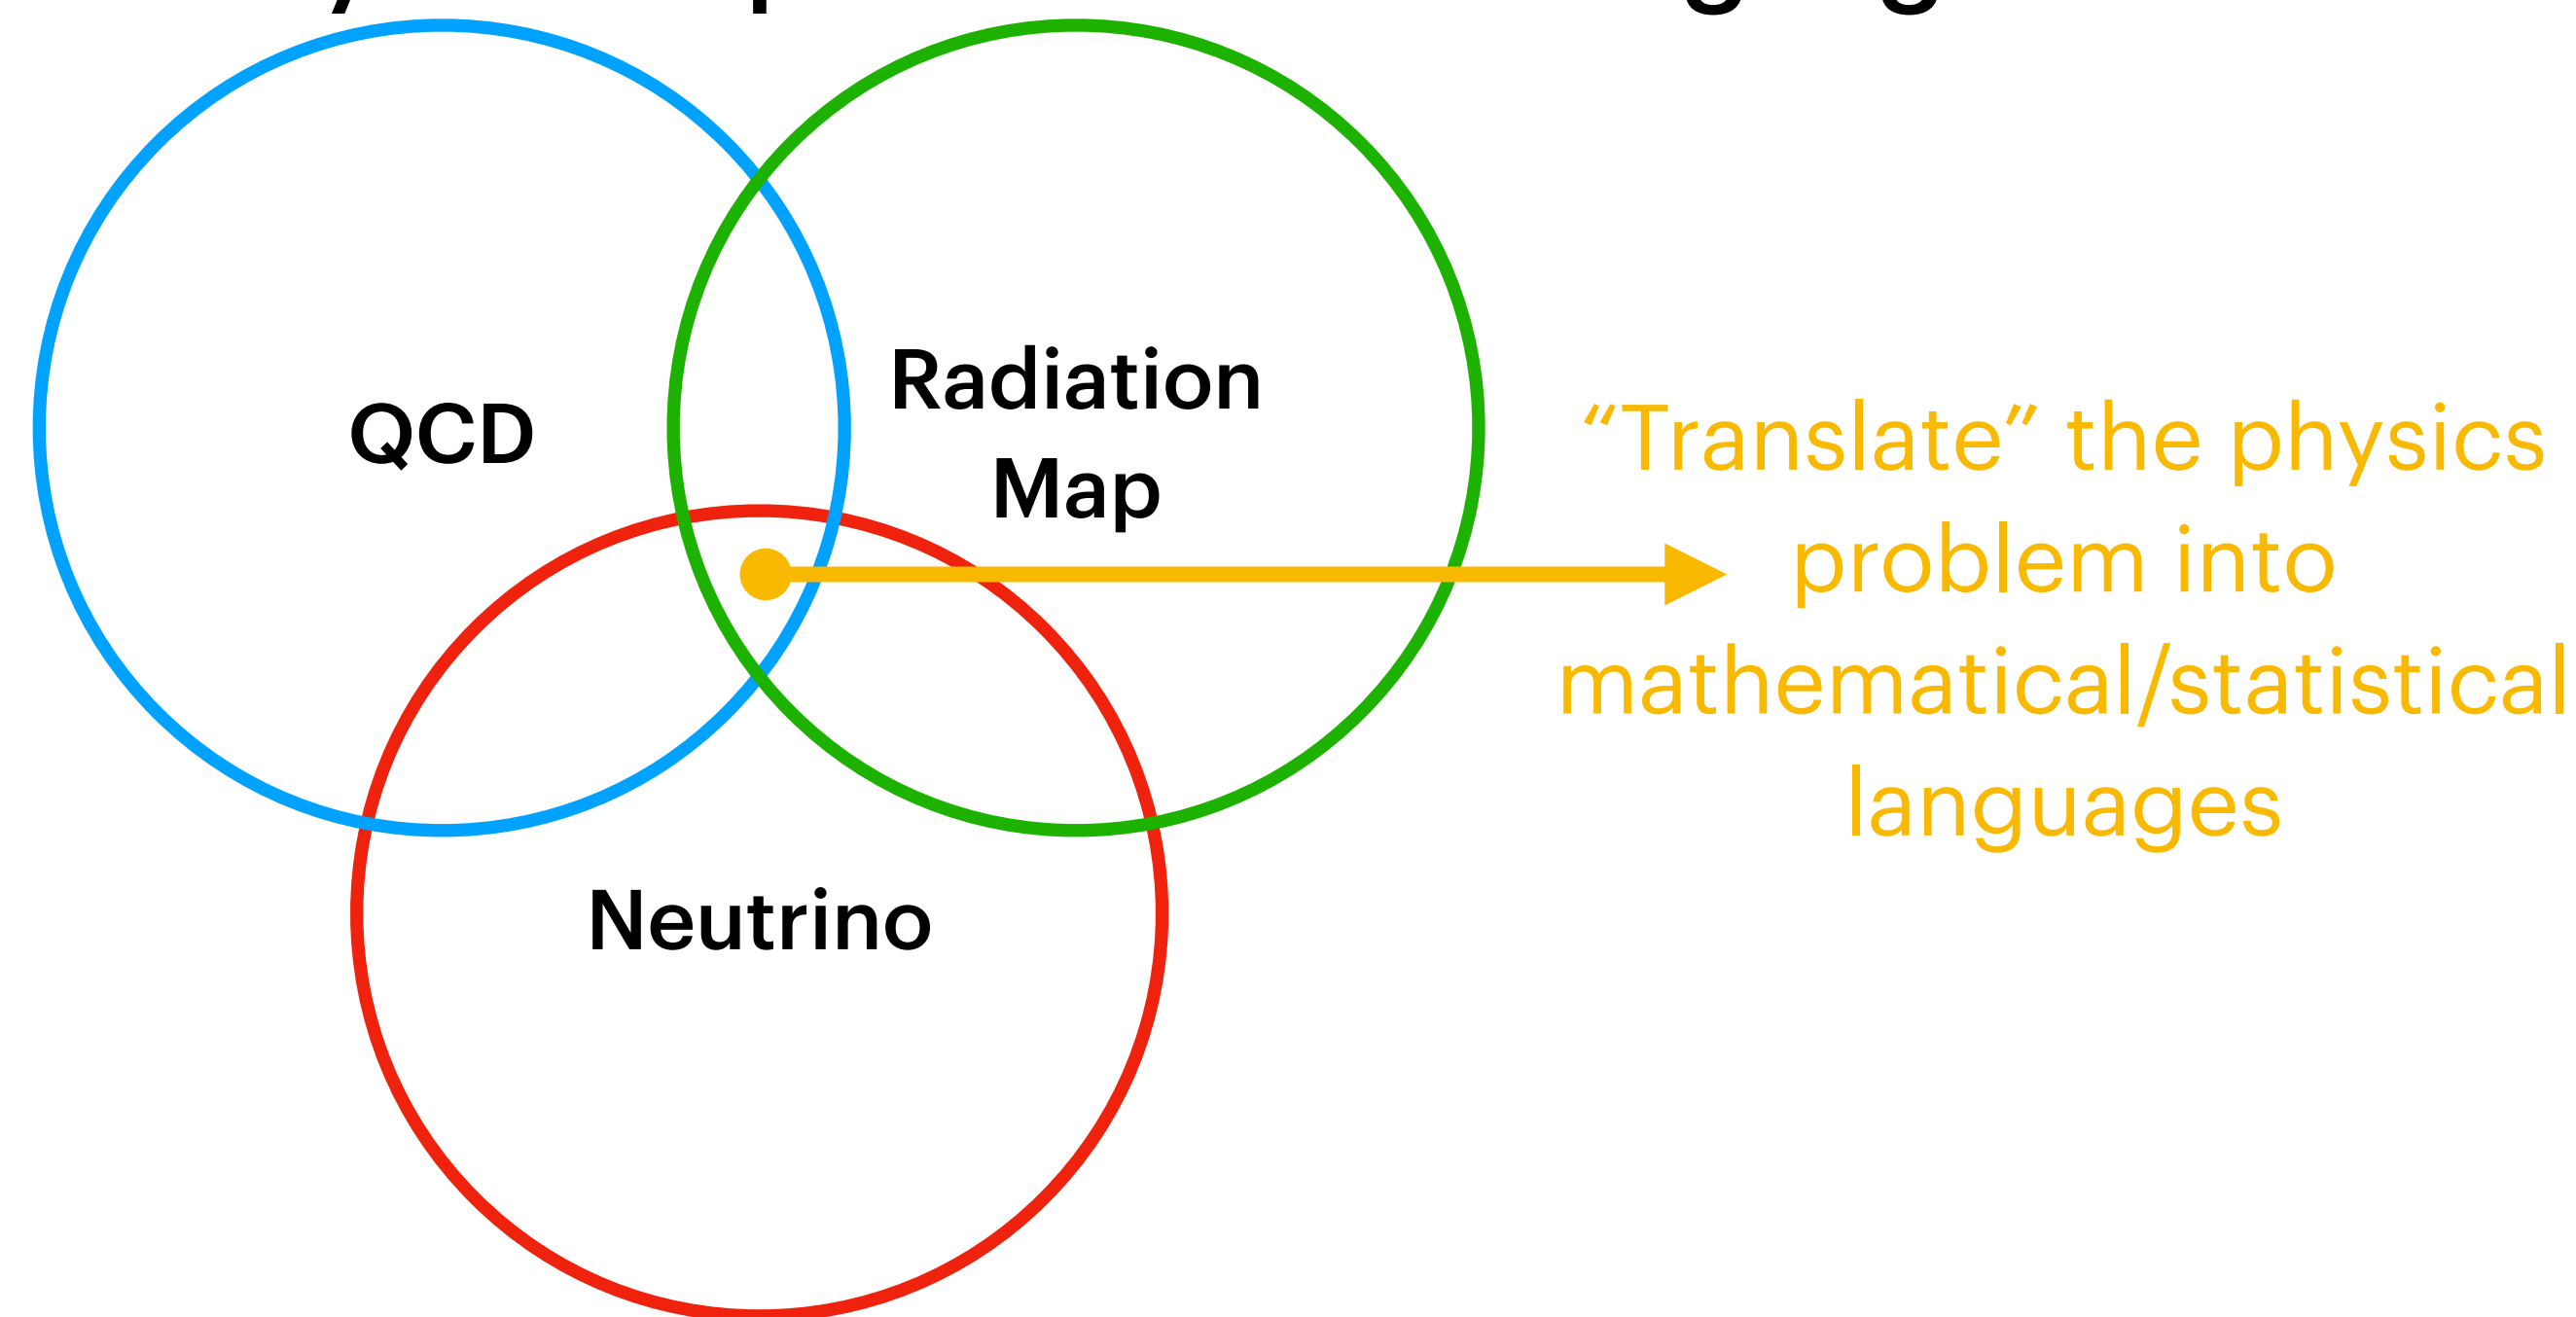 QCD
Radiation
Map
"Translate" the physics
problem into
mathematical/statistical
languages
Neutrino